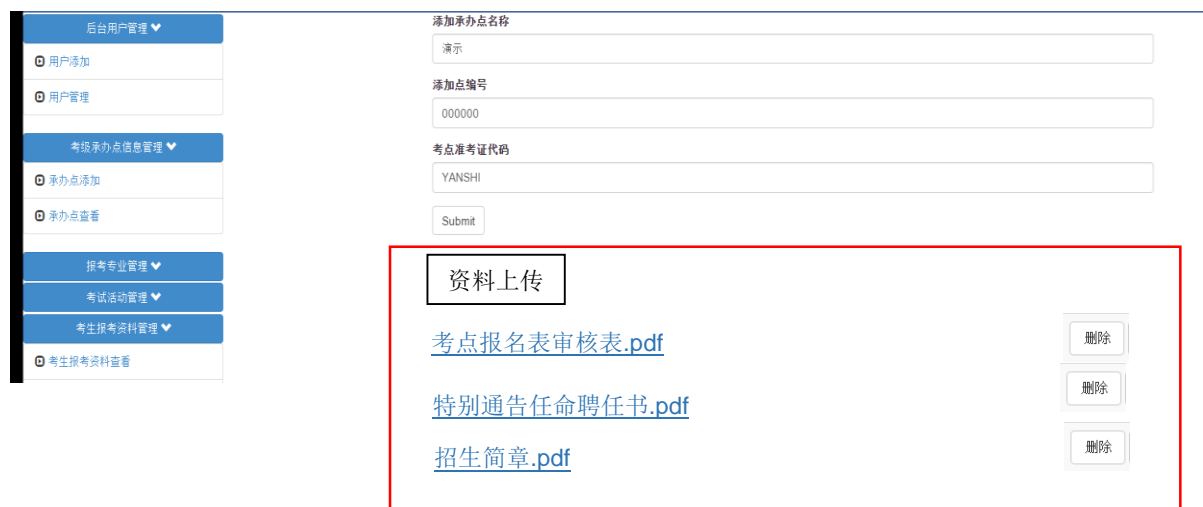 后台用户管理
用户添加
用户管理
考级承办点信息管理
承办点添加
承办点查看
报考专业管理
考试活动管理
考生报考资料管理
考生报考资料查看
添加承办点名称
演示
添加点编号
000000
考点准考证代码
YANSHI
Submit
资料上传
考点报名表审核表.pdf
删除
特别通告任命聘任书.pdf
删除
招生简章.pdf
删除